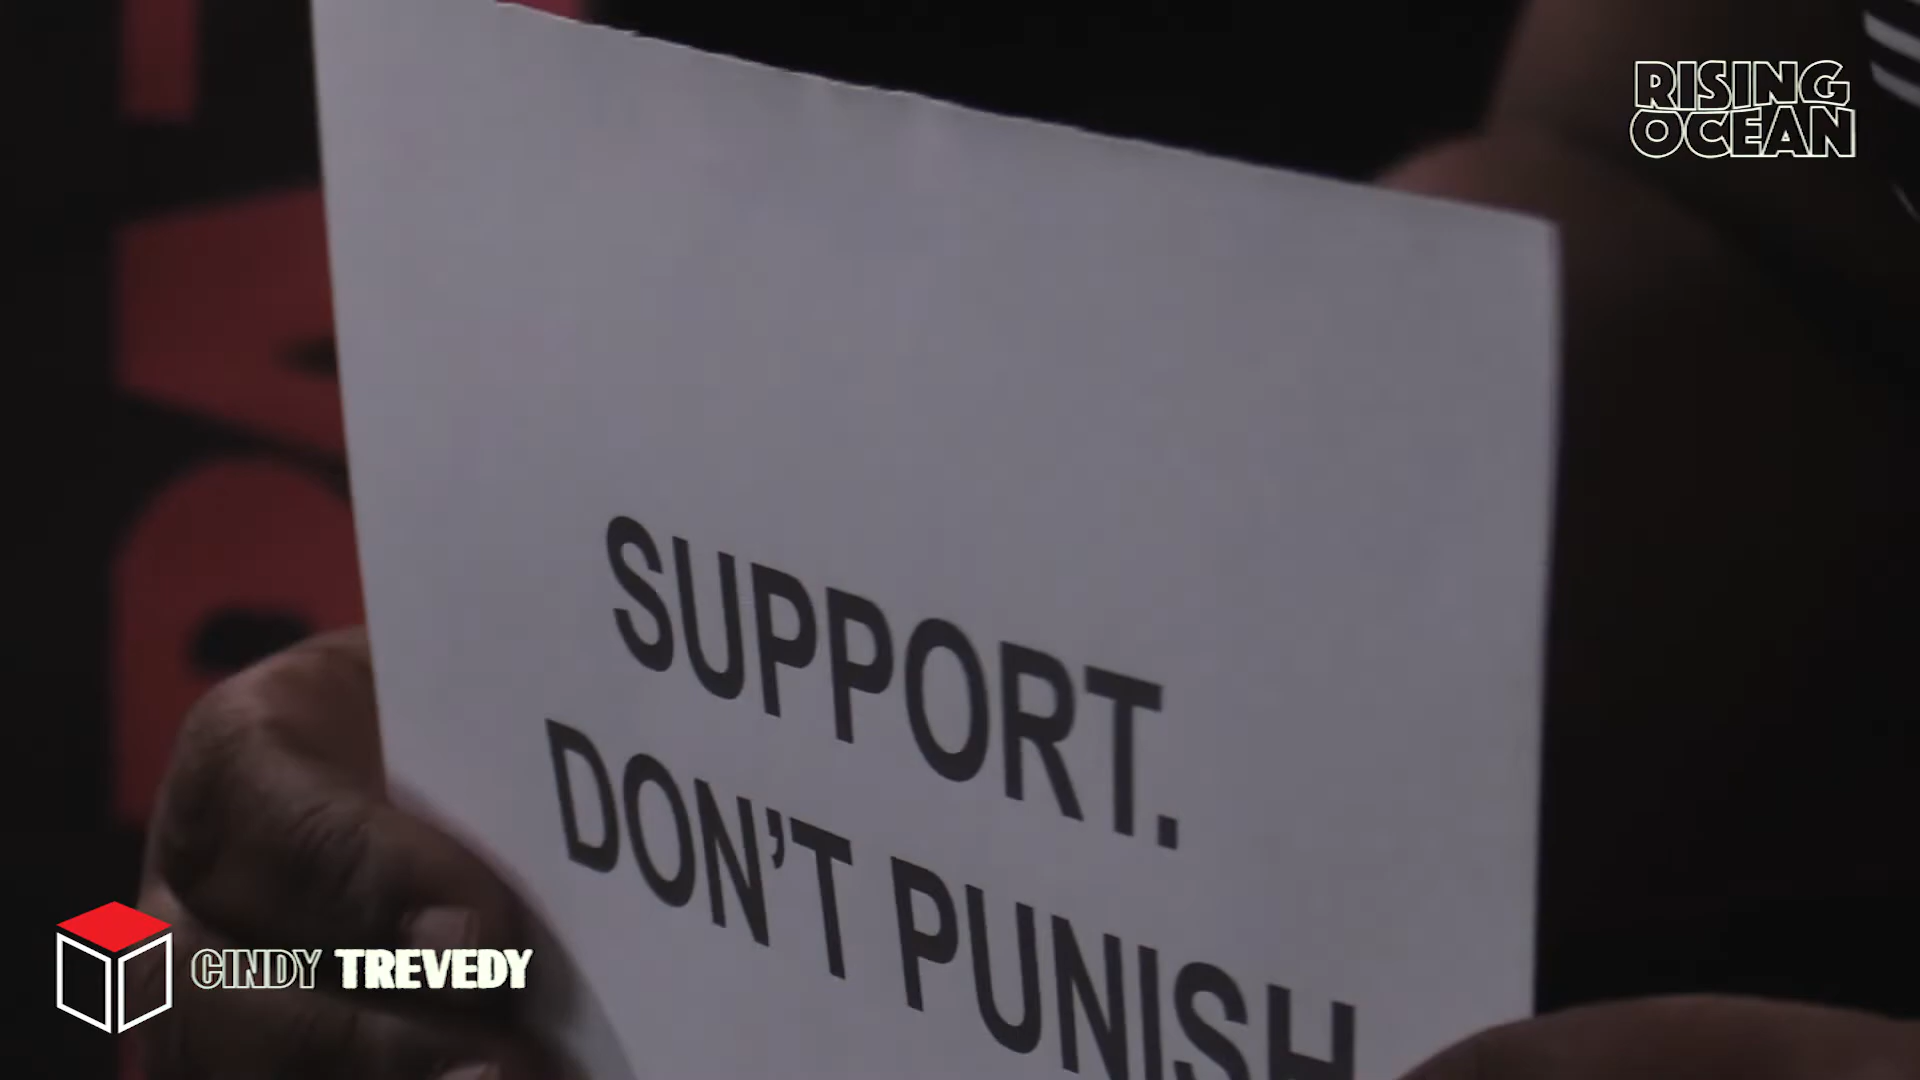 RISING
OCEAN
SUPPORT.
DON'T PUNISH
CINDY TREVEDY